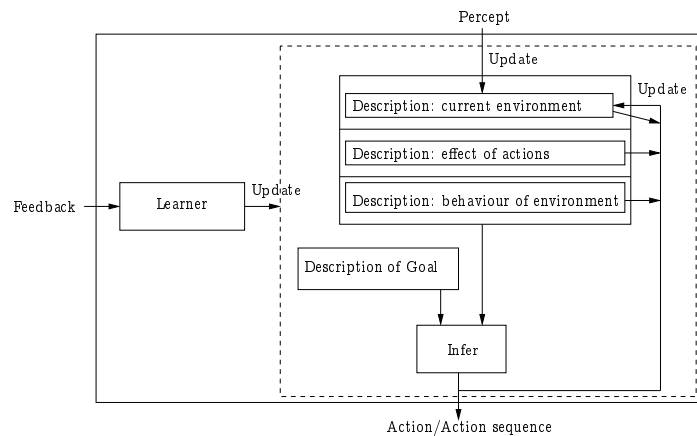 Percept
Update
Update
Description: current environment
Description: effect of actions
Update
Learner
Feedback
Description: behaviour of environment
Description of Goal
Infer
Action/Action sequence